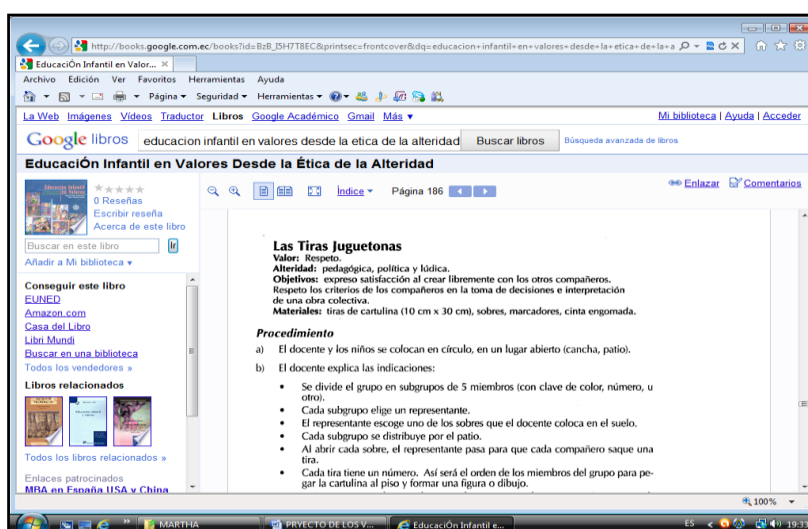 http://books.google.com.ec/books?id=BzB_I5H7T8EC&printsec=frontcover&dq=educacion+infantil+en+valores+desde+la+etica+de+la+a
EducaciÓn Infantil en Valor...
Archivo Edición Ver Favoritos Herramientas Ayuda
Página Seguridad Herramientas
La Web Imágenes Vídeos Traductor Libros Google Académico Gmail Más Mi biblioteca | Ayuda | Acceder
Google libros educacion infantil en valores desde la etica de la alteridad Buscar libros Búsqueda avanzada de libros
EducaciÓn Infantil en Valores Desde la Ética de la Alteridad
0 Reseñas
Escribir reseña
Acerca de este libro
Buscar en este libro Ir
Añadir a Mi biblioteca
Índice Página 186 Enlazar Comentarios
Conseguir este libro
EUNED
Amazon.com
Casa del Libro
Libri Mundi
Buscar en una biblioteca
Todos los vendedores »
Libros relacionados
Todos los libros relacionados »
Enlaces patrocinados
MBA en España USA y China
Las Tiras Juguetonas
Valor: Respeto.
Alteridad: pedagógica, política y lúdica.
Objetivos: expreso satisfacción al crear libremente con los otros compañeros.
Respeto los criterios de los compañeros en la toma de decisiones e interpretación
de una obra colectiva.
Materiales: tiras de cartulina (10 cm x 30 cm), sobres, marcadores, cinta engomada.
Procedimiento
a) El docente y los niños se colocan en círculo, en un lugar abierto (cancha, patio).
b) El docente explica las indicaciones:
• Se divide el grupo en subgrupos de 5 miembros (con clave de color, número, u
otro).
• Cada subgrupo elige un representante.
• El representante escoge uno de los sobres que el docente coloca en el suelo.
• Cada subgrupo se distribuye por el patio.
• Al abrir cada sobre, el representante pasa para que cada compañero saque una
tira.
• Cada tira tiene un número. Así será el orden de los miembros del grupo para pe-
gar la cartulina al piso y formar una figura o dibujo.
100%
MARTHA PRYECTO DE LOS V... EducaciÓn Infantil e... ES 19:33